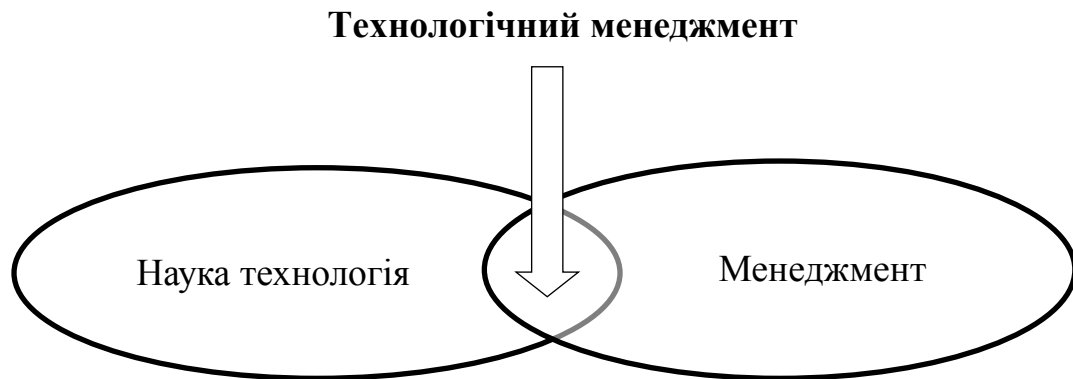 Технологічний менеджмент
Наука технологія
Менеджмент